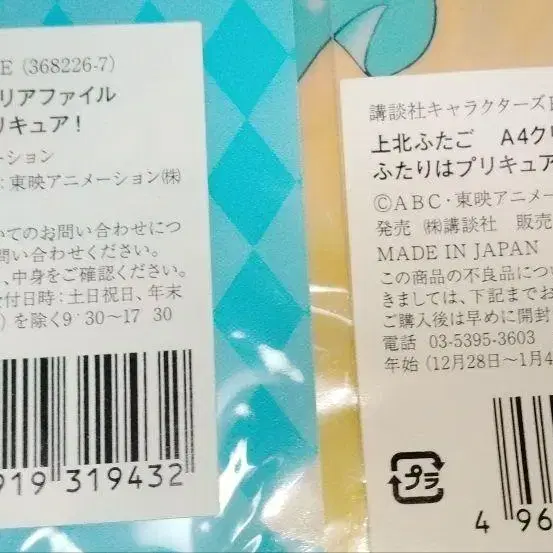 E (368226-7)
リアファイル
リキュア!
ーション
:東映アニメーション㈱
いてのお問い合わせにつ
問い合わせください。
、中身をご確認ください。
付日時:土日祝日、年末
) を除く9:30〜17:30
919 319432
講談社キャラクターズ
上北ふたご A4ク
ふたりはプリキュア
©ABC・東映アニメー
発売 ㈱講談社 販売
MADE IN JAPAN
この商品の不良品につ
きましては、下記までお
ご購入後は早めに開封
電話 03-5395-3603
年始 (12月28日〜1月4
プラ
4 96